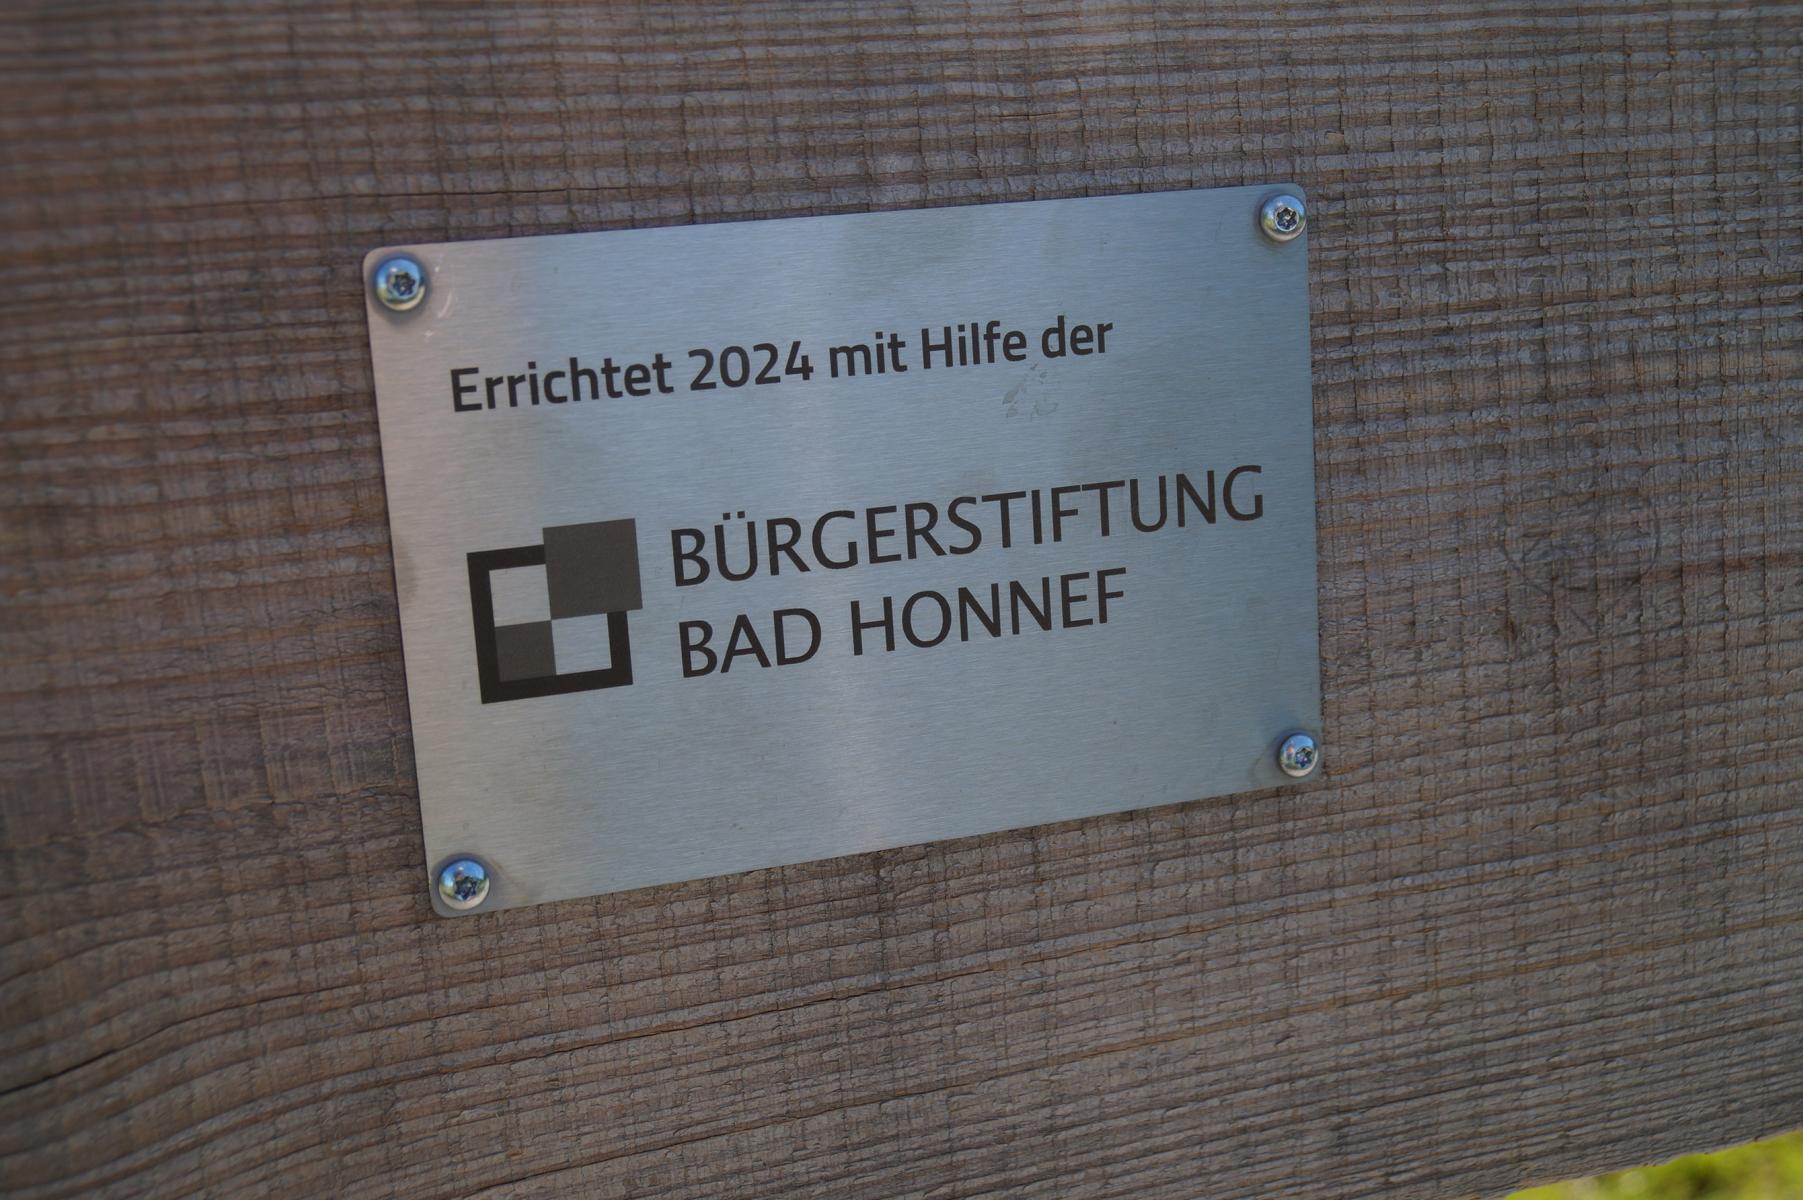 Errichtet 2024 mit Hilfe der
BÜRGERSTIFTUNG
BAD HONNEF